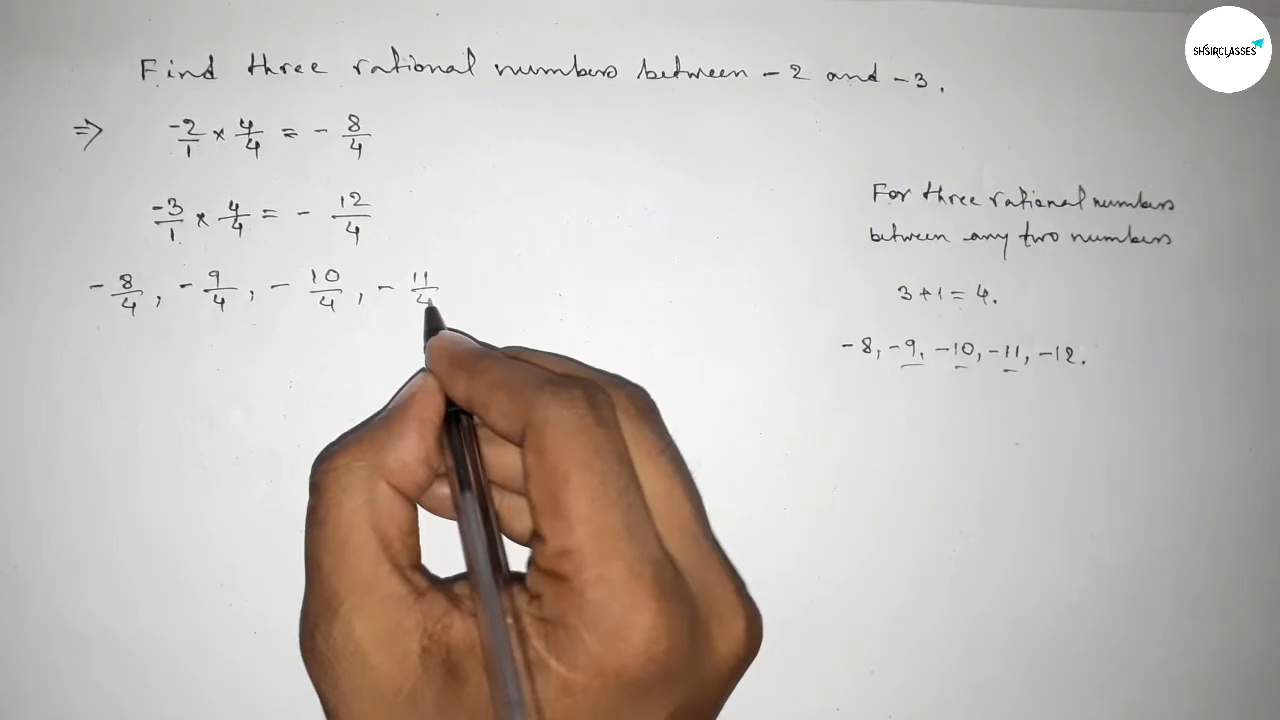 SHSIRCLASSES
Find three rational numbers between -2 and -3.
⇒ -2/1 × 4/4 = - 8/4
-3/1 × 4/4 = - 12/4
- 8/4, - 9/4, - 10/4, - 11/4
For three rational numbers
between any two numbers
3+1=4.
-8, -9, -10, -11, -12.